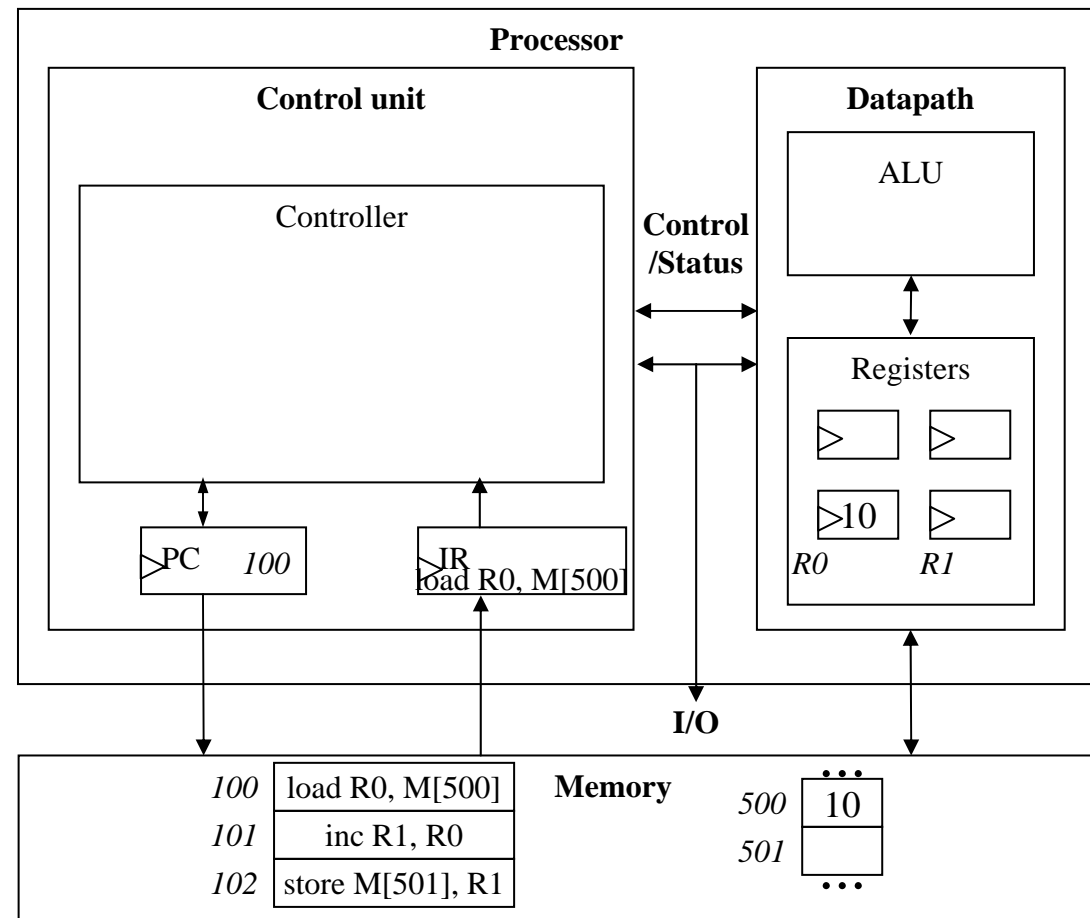 Processor
Control unit
Datapath
ALU
Controller
Control
/Status
Registers
10
R0
R1
PC
100
IR
load R0, M[500]
I/O
Memory
100
load R0, M[500]
101
inc R1, R0
102
store M[501], R1
...
500
10
501
...